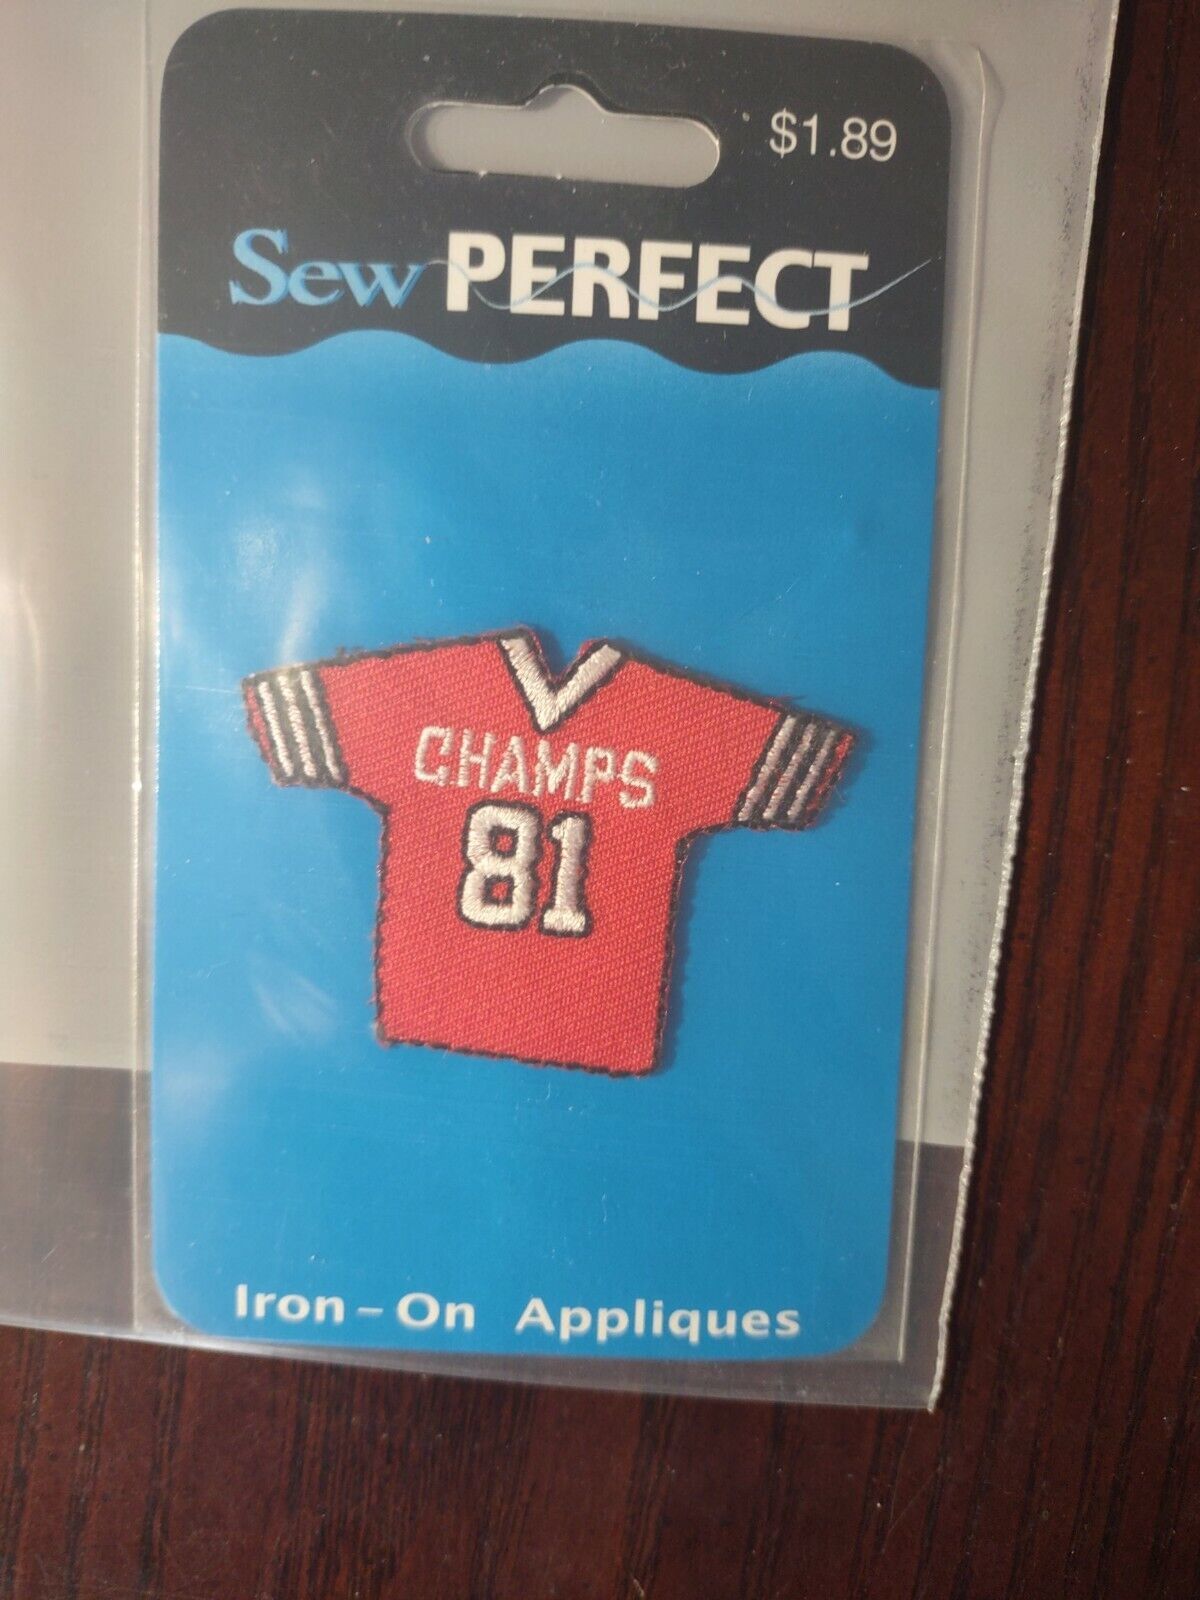 $1.89
Sew PERFECT
CHAMPS
81
Iron-On Appliques